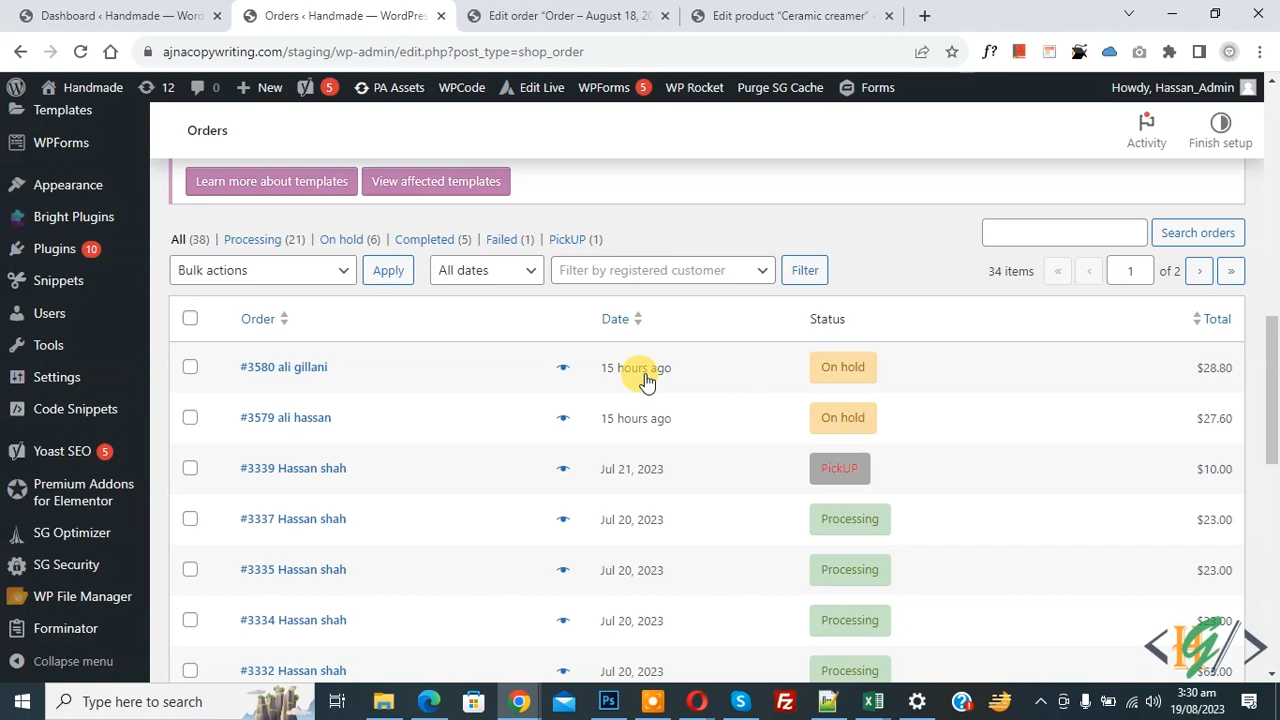 Dashboard ‹ Handmade — WordPres
Orders ‹ Handmade — WordPress
Edit order "Order – August 18, 20
Edit product "Ceramic creamer" ‹
ajnacopywriting.com/staging/wp-admin/edit.php?post_type=shop_order
Handmade 12 0 New 5 PA Assets WPCode Edit Live WPForms 5 WP Rocket Purge SG Cache Forms Howdy, Hassan_Admin
Templates
WPForms
Appearance
Bright Plugins
Plugins 10
Snippets
Users
Tools
Settings
Code Snippets
Yoast SEO 5
Premium Addons
for Elementor
SG Optimizer
SG Security
WP File Manager
Forminator
Collapse menu
Orders
Activity
Finish setup
Learn more about templates View affected templates
All (38) | Processing (21) | On hold (6) | Completed (5) | Failed (1) | PickUP (1)
Search orders
Bulk actions Apply All dates Filter by registered customer Filter 34 items « ‹ 1 of 2 › »
Order Date Status Total
#3580 ali gillani 15 hours ago On hold $28.80
#3579 ali hassan 15 hours ago On hold $27.60
#3339 Hassan shah Jul 21, 2023 PickUP $10.00
#3337 Hassan shah Jul 20, 2023 Processing $23.00
#3335 Hassan shah Jul 20, 2023 Processing $23.00
#3334 Hassan shah Jul 20, 2023 Processing $23.00
#3332 Hassan shah Jul 20, 2023 Processing
Type here to search
3:30 am
19/08/2023